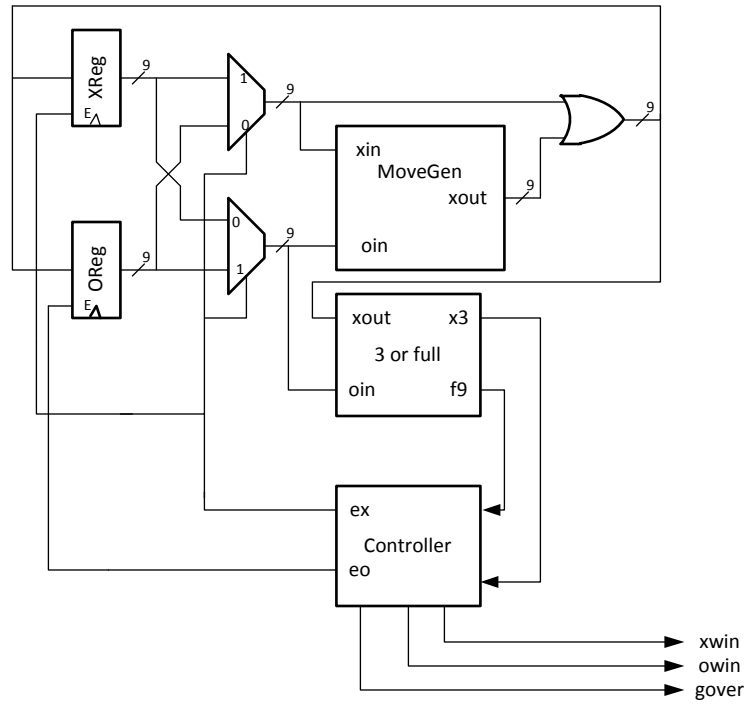 XReg
E
9
1
0
9
9
xin
MoveGen
xout
9
oin
OReg
E
9
0
1
9
xout
x3
3 or full
oin
f9
ex
Controller
eo
xwin
owin
gover